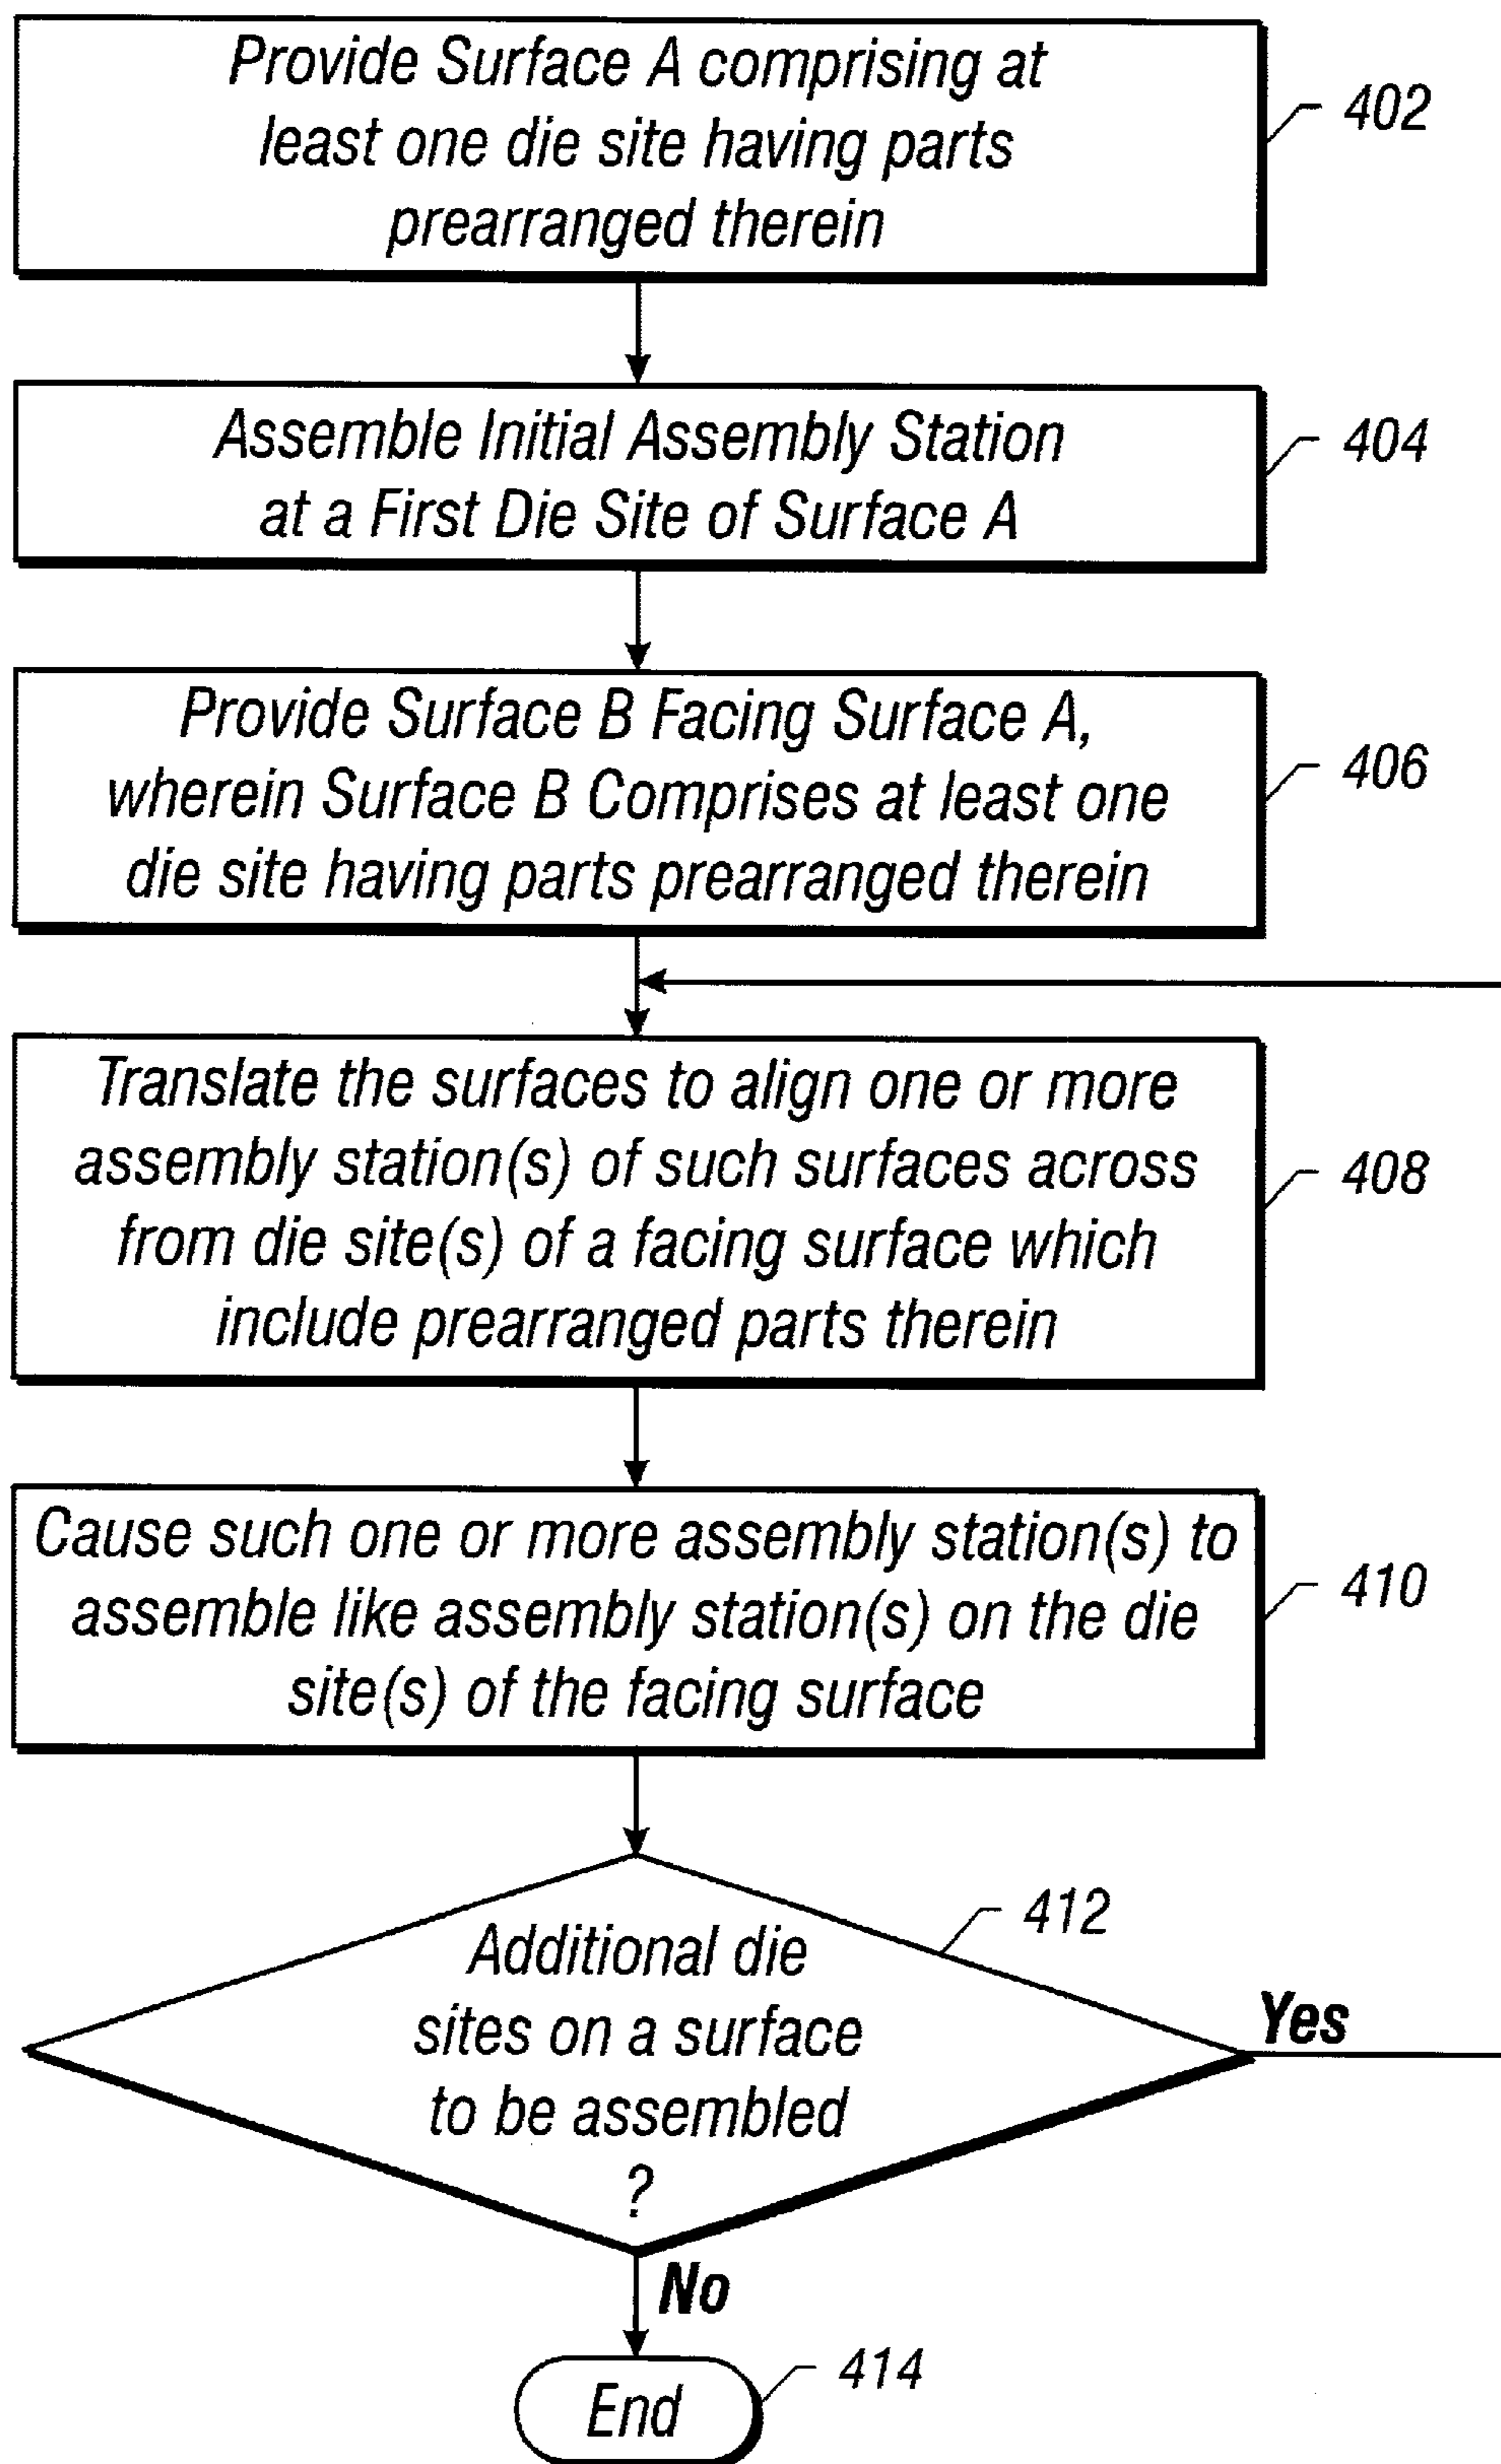 Provide Surface A comprising at
least one die site having parts
prearranged therein
402
Assemble Initial Assembly Station
at a First Die Site of Surface A
404
Provide Surface B Facing Surface A,
wherein Surface B Comprises at least one
die site having parts prearranged therein
406
Translate the surfaces to align one or more
assembly station(s) of such surfaces across
from die site(s) of a facing surface which
include prearranged parts therein
408
Cause such one or more assembly station(s) to
assemble like assembly station(s) on the die
site(s) of the facing surface
410
Additional die
sites on a surface
to be assembled
?
412
Yes
No
End
414